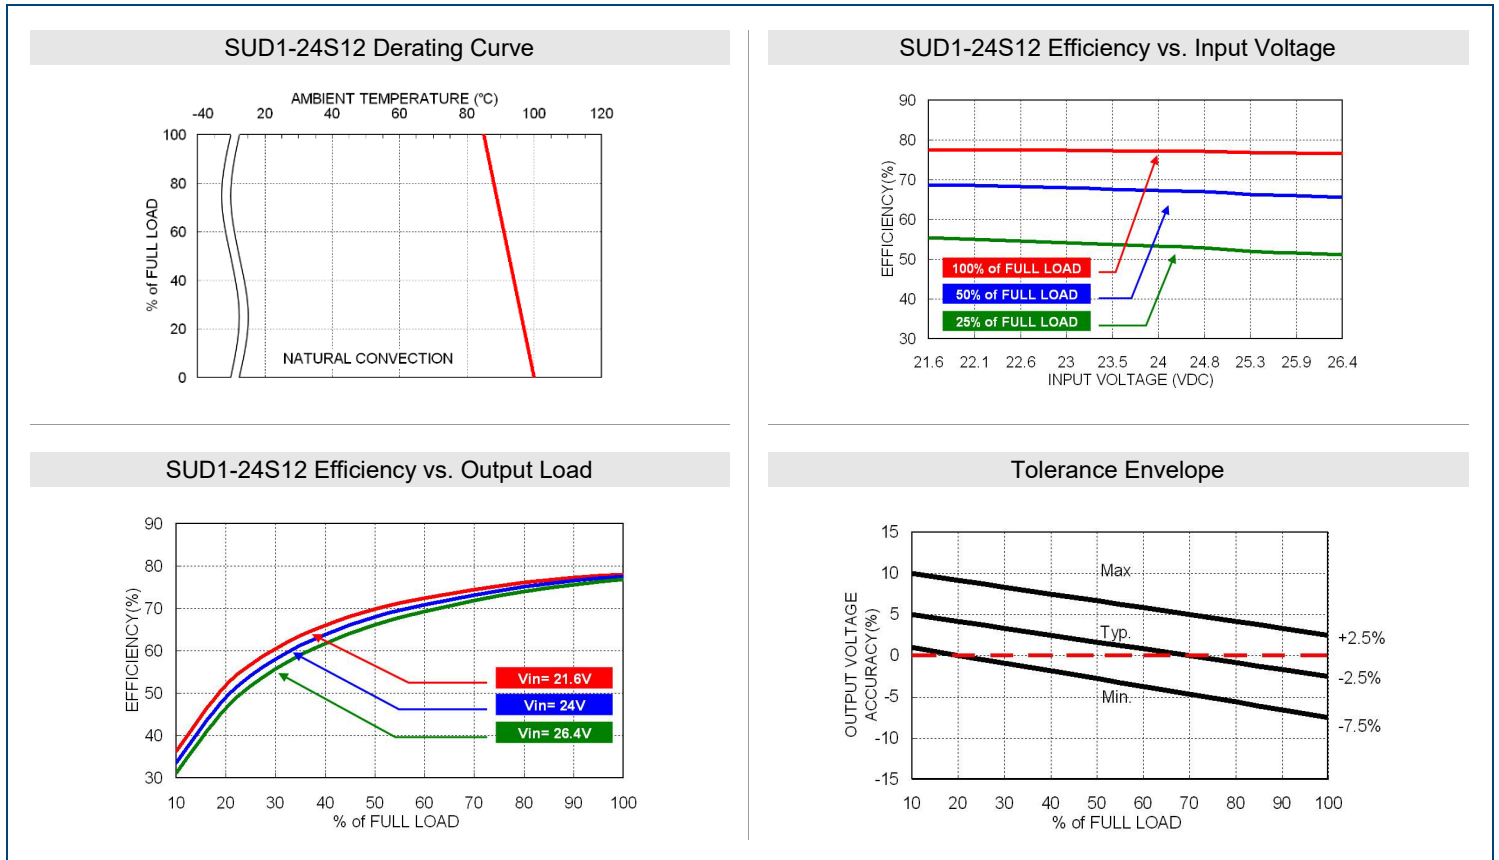 SUD1-24S12 Derating Curve
AMBIENT TEMPERATURE (°C)
-40 20 40 60 80 100 120
100
80
60
40
20
0
% of FULL LOAD
NATURAL CONVECTION
SUD1-24S12 Efficiency vs. Input Voltage
90
80
70
60
50
40
30
EFFICIENCY(%)
100% of FULL LOAD
50% of FULL LOAD
25% of FULL LOAD
21.6 22.1 22.6 23 23.5 24 24.8 25.3 25.9 26.4
INPUT VOLTAGE (VDC)
SUD1-24S12 Efficiency vs. Output Load
90
80
70
60
50
40
30
EFFICIENCY(%)
Vin= 21.6V
Vin= 24V
Vin= 26.4V
10 20 30 40 50 60 70 80 90 100
% of FULL LOAD
Tolerance Envelope
15
10
5
0
-5
-10
-15
OUTPUT VOLTAGE
ACCURACY(%)
Max
Typ.
Min.
+2.5%
-2.5%
-7.5%
10 20 30 40 50 60 70 80 90 100
% of FULL LOAD